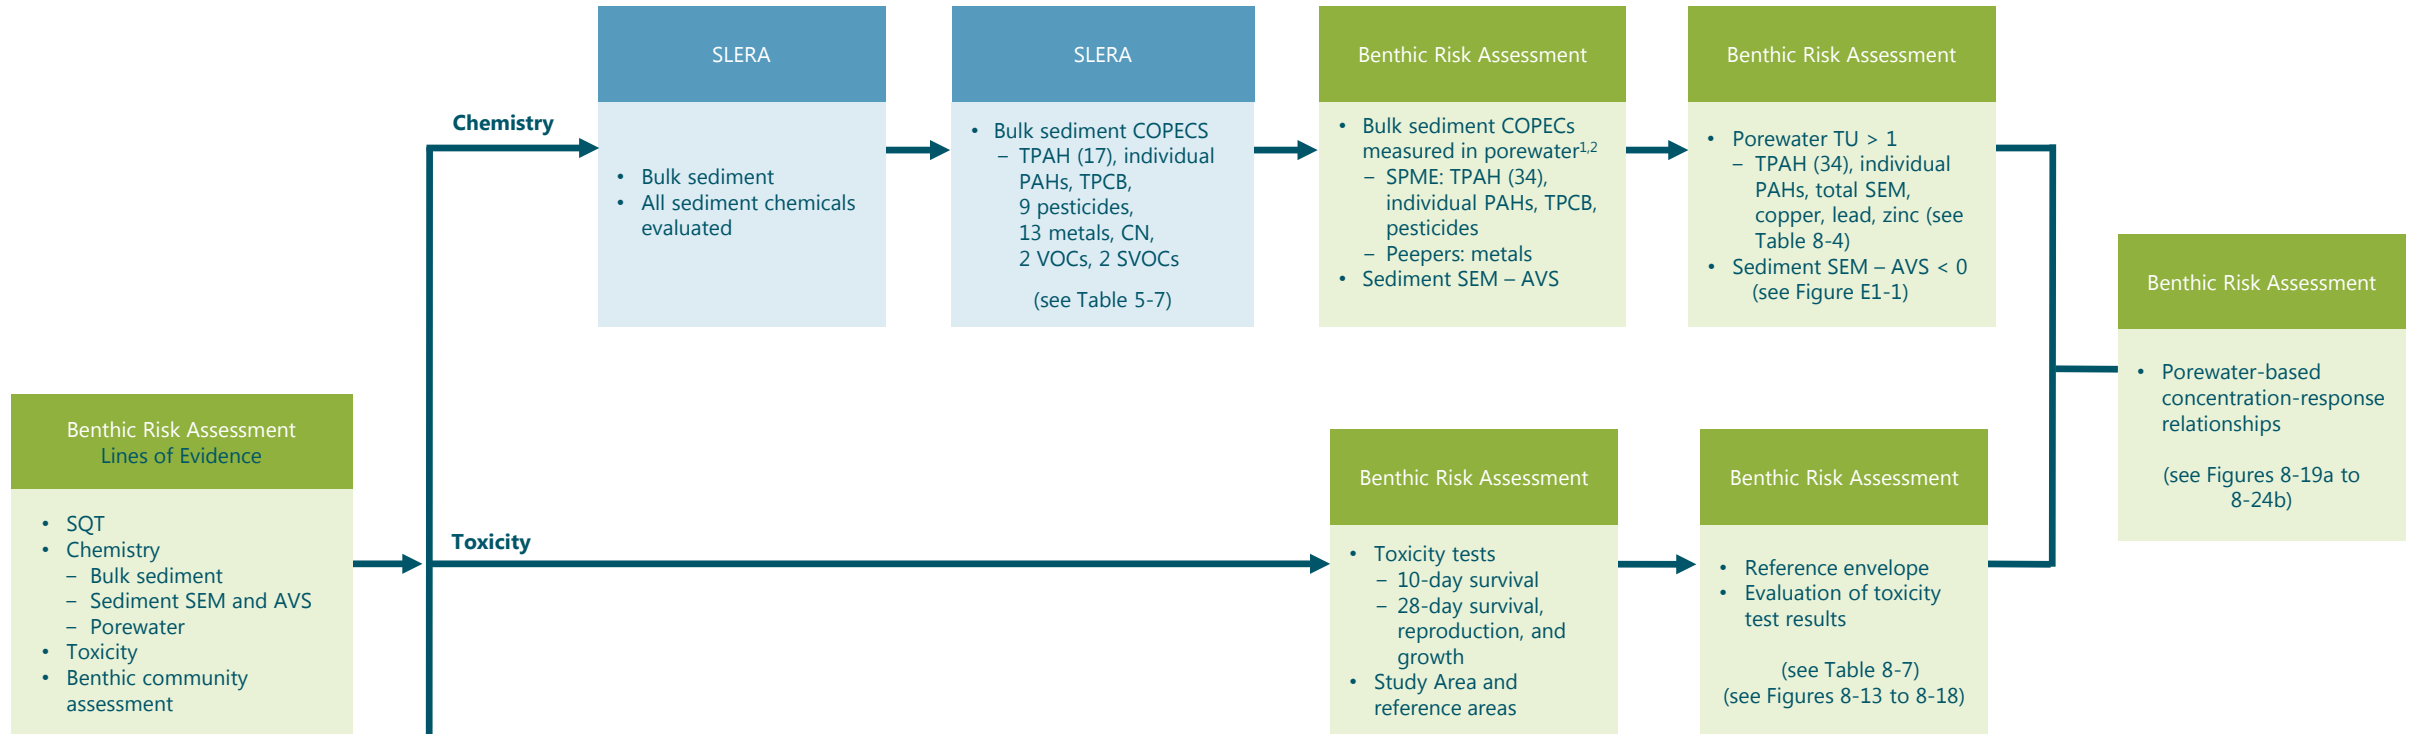 Benthic Risk Assessment
Lines of Evidence
• SQT
• Chemistry
– Bulk sediment
– Sediment SEM and AVS
– Porewater
• Toxicity
• Benthic community
assessment
Chemistry
SLERA
• Bulk sediment
• All sediment chemicals
evaluated
SLERA
• Bulk sediment COPECS
– TPAH (17), individual
PAHs, TPCB,
9 pesticides,
13 metals, CN,
2 VOCs, 2 SVOCs
(see Table 5-7)
Benthic Risk Assessment
• Bulk sediment COPECs
measured in porewater1,2
– SPME: TPAH (34),
individual PAHs, TPCB,
pesticides
– Peepers: metals
• Sediment SEM – AVS
Benthic Risk Assessment
• Porewater TU > 1
– TPAH (34), individual
PAHs, total SEM,
copper, lead, zinc (see
Table 8-4)
• Sediment SEM – AVS < 0
(see Figure E1-1)
Toxicity
Benthic Risk Assessment
• Toxicity tests
– 10-day survival
– 28-day survival,
reproduction, and
growth
• Study Area and
reference areas
Benthic Risk Assessment
• Reference envelope
• Evaluation of toxicity
test results
(see Table 8-7)
(see Figures 8-13 to 8-18)
Benthic Risk Assessment
• Porewater-based
concentration-response
relationships
(see Figures 8-19a to
8-24b)